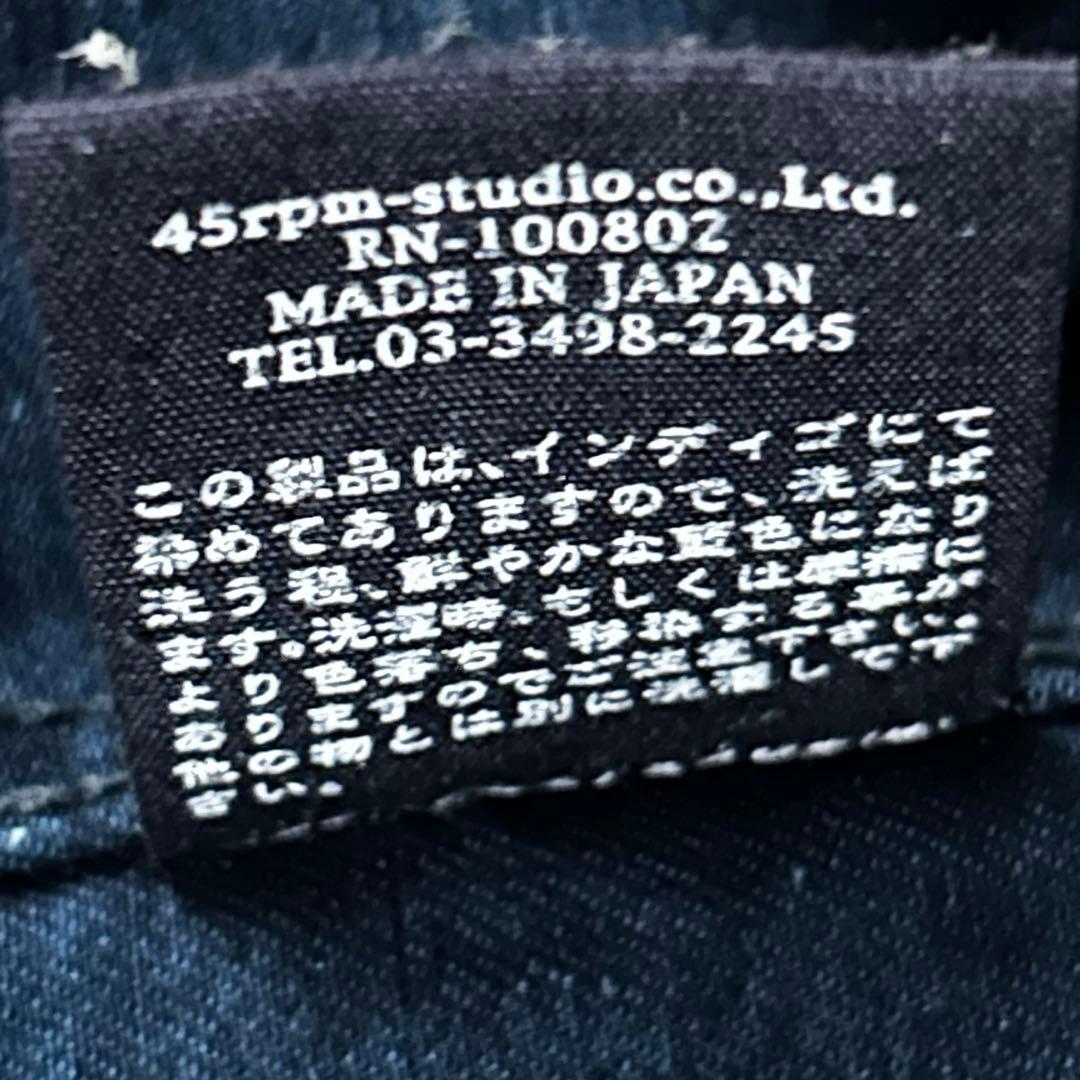 45rpm-studio.co.,Ltd.
RN-100802
MADE IN JAPAN
TEL.03-3498-2245
この製品は、インディゴにて
染めてありますので、洗えば
洗う程、鮮やかな藍色になり
ます。洗濯時、もしくは摩擦に
より色落ち、移染する事が
ありますのでご注意下さい。
他の物とは別に洗濯して下
さい。